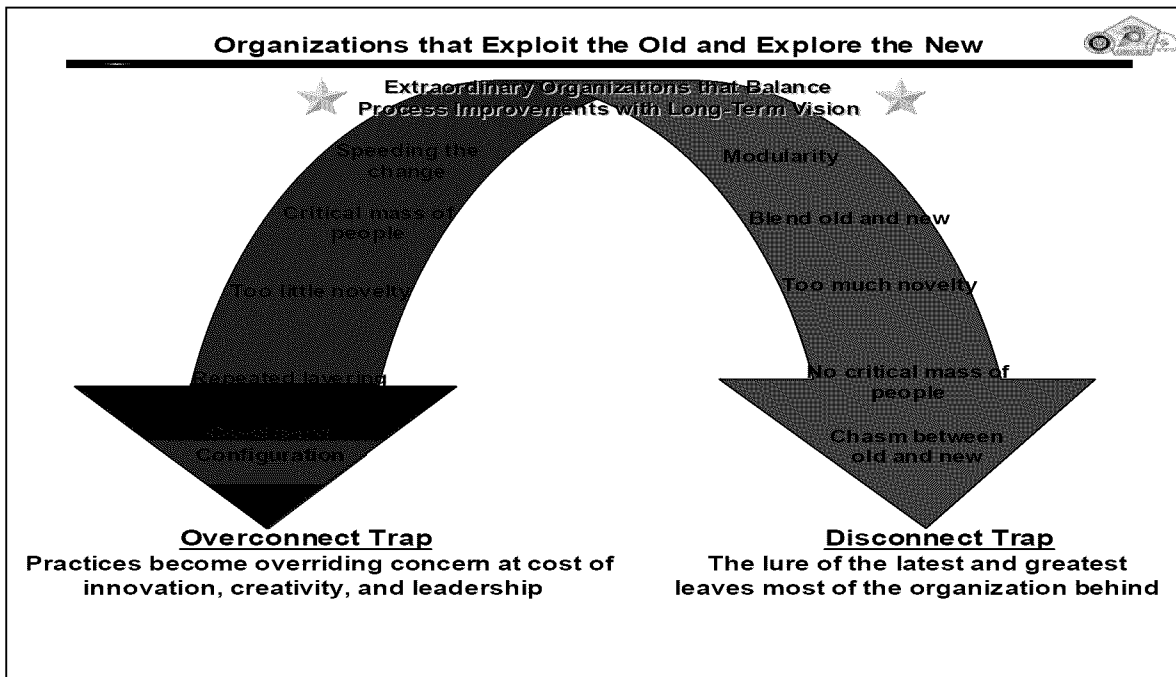 Organizations that Exploit the Old and Explore the New
Extraordinary Organizations that Balance
Process Improvements with Long-Term Vision
Speeding the
change
Critical mass of
people
Too little novelty
Repeated layering
Configuration
Modularity
Blend old and new
Too much novelty
No critical mass of
people
Chasm between
old and new
Overconnect Trap
Practices become overriding concern at cost of
innovation, creativity, and leadership
Disconnect Trap
The lure of the latest and greatest
leaves most of the organization behind